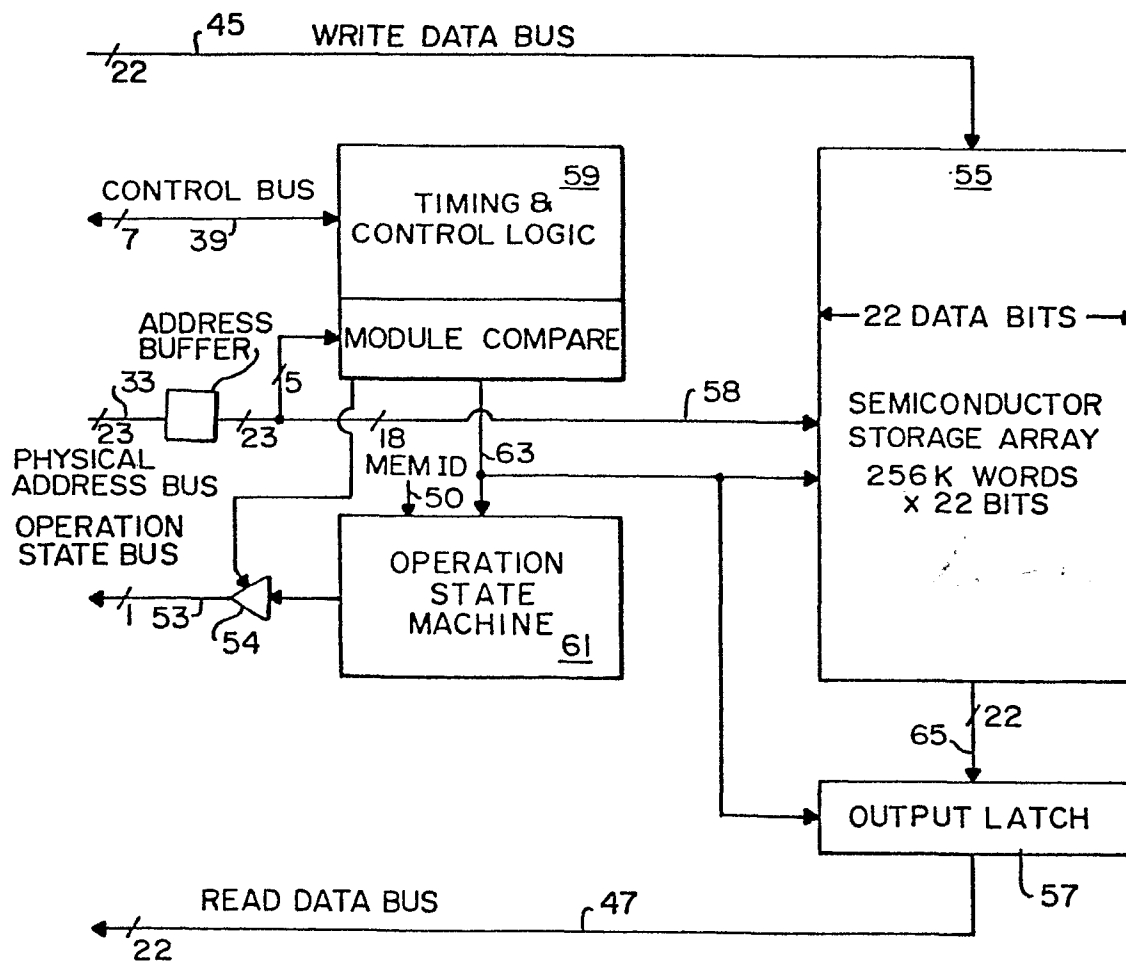 45
WRITE DATA BUS
22
59
TIMING &
CONTROL LOGIC
CONTROL BUS
7
39
55
22 DATA BITS
ADDRESS
BUFFER
MODULE COMPARE
5
33
23
23
18
58
63
PHYSICAL
ADDRESS BUS
MEM ID
50
SEMICONDUCTOR
STORAGE ARRAY
256K WORDS
x 22 BITS
OPERATION
STATE BUS
1
53
54
OPERATION
STATE
MACHINE
61
22
65
OUTPUT LATCH
57
READ DATA BUS
47
22